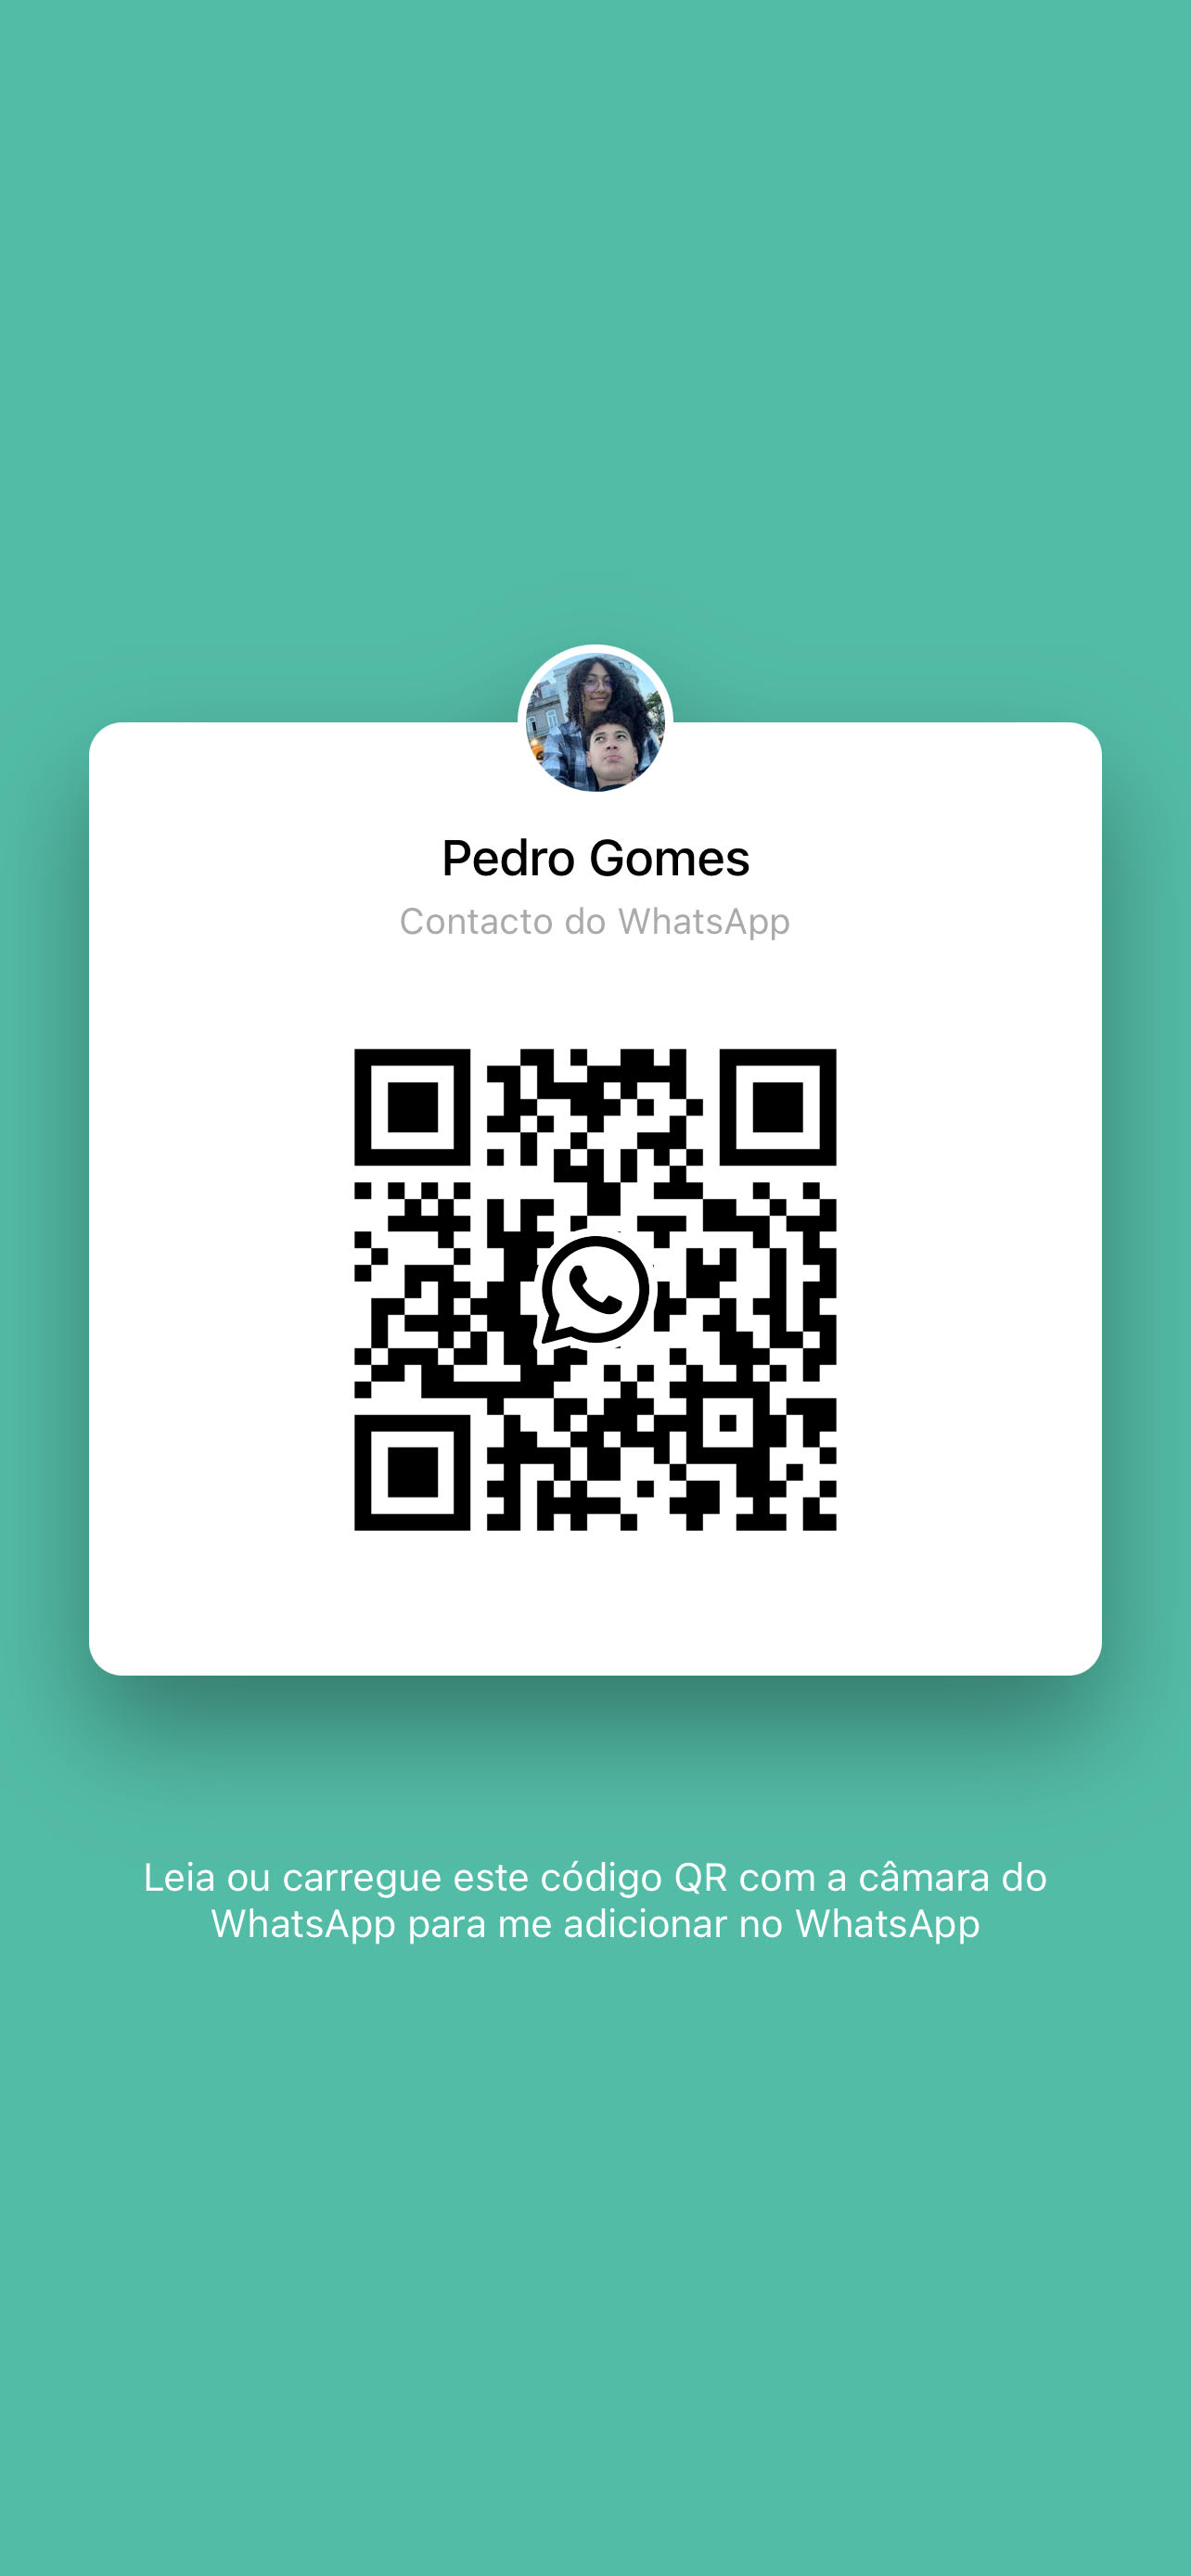 Pedro Gomes
Contacto do WhatsApp
Leia ou carregue este código QR com a câmara do
WhatsApp para me adicionar no WhatsApp